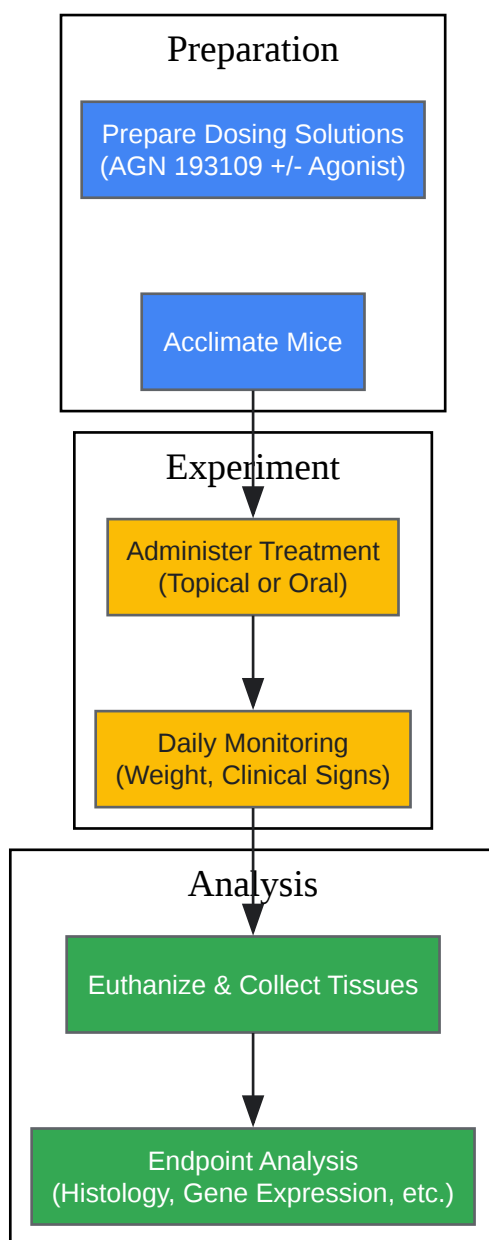 Preparation
Prepare Dosing Solutions
(AGN 193109 +/- Agonist)
Acclimate Mice
Experiment
Administer Treatment
(Topical or Oral)
Daily Monitoring
(Weight, Clinical Signs)
Analysis
Euthanize & Collect Tissues
Endpoint Analysis
(Histology, Gene Expression, etc.)